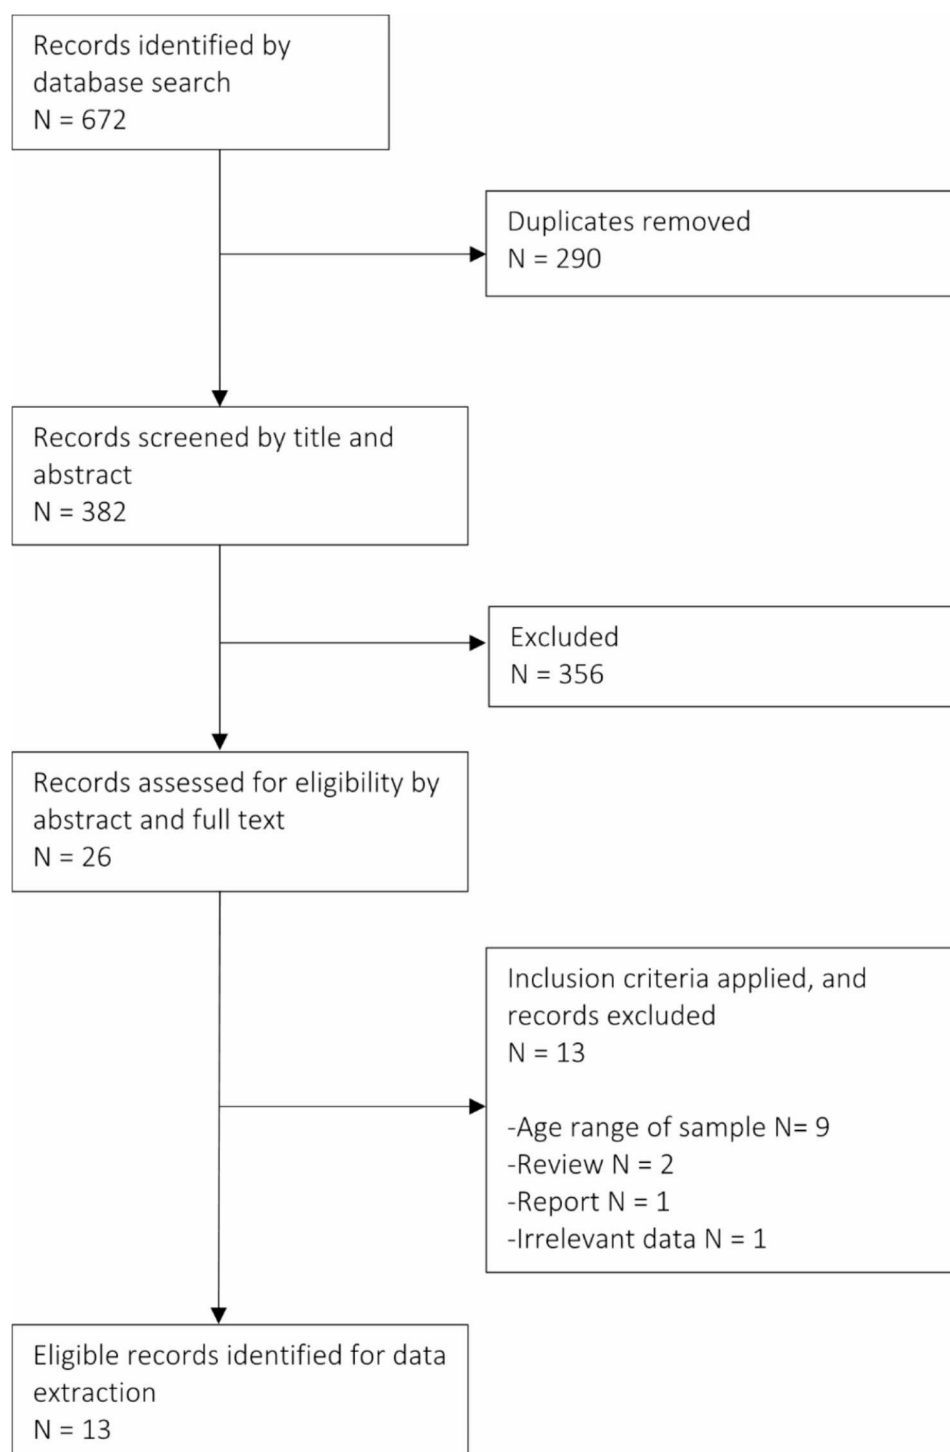 Records identified by
database search
N = 672
Duplicates removed
N = 290
Records screened by title and
abstract
N = 382
Excluded
N = 356
Records assessed for eligibility by
abstract and full text
N = 26
Inclusion criteria applied, and
records excluded
N = 13
-Age range of sample N= 9
-Review N = 2
-Report N = 1
-Irrelevant data N = 1
Eligible records identified for data
extraction
N = 13